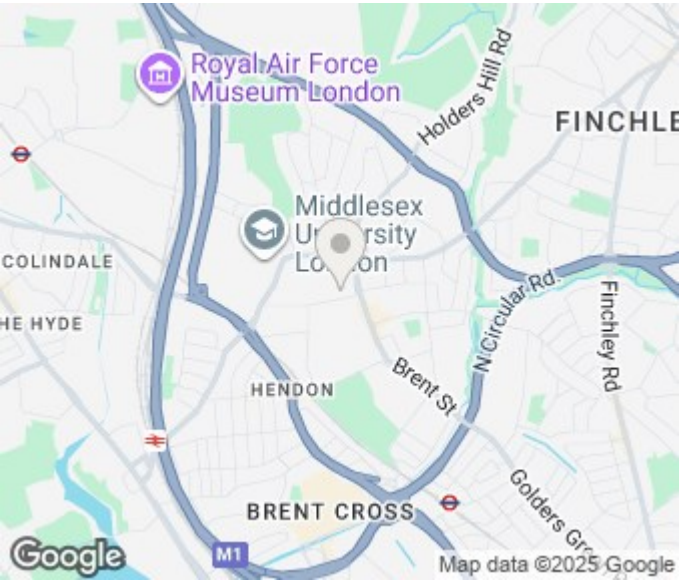 Royal Air Force
Museum London
Holders Hill Rd
FINCHLE
Middlesex
University
London
COLINDALE
HE HYDE
N Circular Rd.
Finchley Rd
HENDON
Brent St
Golders Gr
BRENT CROSS
M1
Google
Map data ©2025 Google